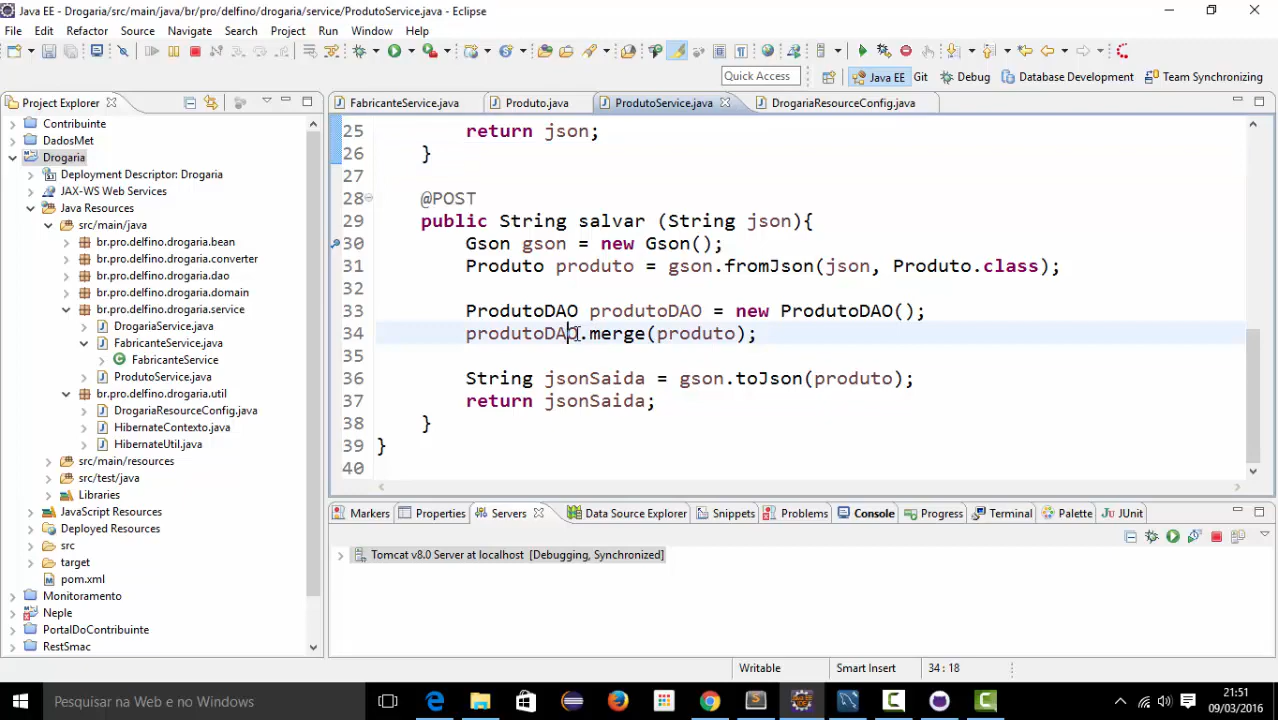 Java EE - Drogaria/src/main/java/br/pro/delfino/drogaria/service/ProdutoService.java - Eclipse
File Edit Refactor Source Navigate Search Project Run Window Help
Quick Access
Java EE Git Debug Database Development Team Synchronizing
Project Explorer
Contribuinte
DadosMet
Drogaria
Deployment Descriptor: Drogaria
JAX-WS Web Services
Java Resources
src/main/java
br.pro.delfino.drogaria.bean
br.pro.delfino.drogaria.converter
br.pro.delfino.drogaria.dao
br.pro.delfino.drogaria.domain
br.pro.delfino.drogaria.service
DrogariaService.java
FabricanteService.java
FabricanteService
ProdutoService.java
br.pro.delfino.drogaria.util
DrogariaResourceConfig.java
HibernateContexto.java
HibernateUtil.java
src/main/resources
src/test/java
Libraries
JavaScript Resources
Deployed Resources
src
target
pom.xml
Monitoramento
Neple
PortalDoContribuinte
RestSmac
FabricanteService.java Produto.java ProdutoService.java DrogariaResourceConfig.java
25 return json;
26 }
27
28 @POST
29 public String salvar (String json){
30 Gson gson = new Gson();
31 Produto produto = gson.fromJson(json, Produto.class);
32
33 ProdutoDAO produtoDAO = new ProdutoDAO();
34 produtoDAO.merge(produto);
35
36 String jsonSaida = gson.toJson(produto);
37 return jsonSaida;
38 }
39 }
40
Markers Properties Servers Data Source Explorer Snippets Problems Console Progress Terminal Palette JUnit
Tomcat v8.0 Server at localhost [Debugging, Synchronized]
Writable Smart Insert 34 : 18
Pesquisar na Web e no Windows
21:51
09/03/2016